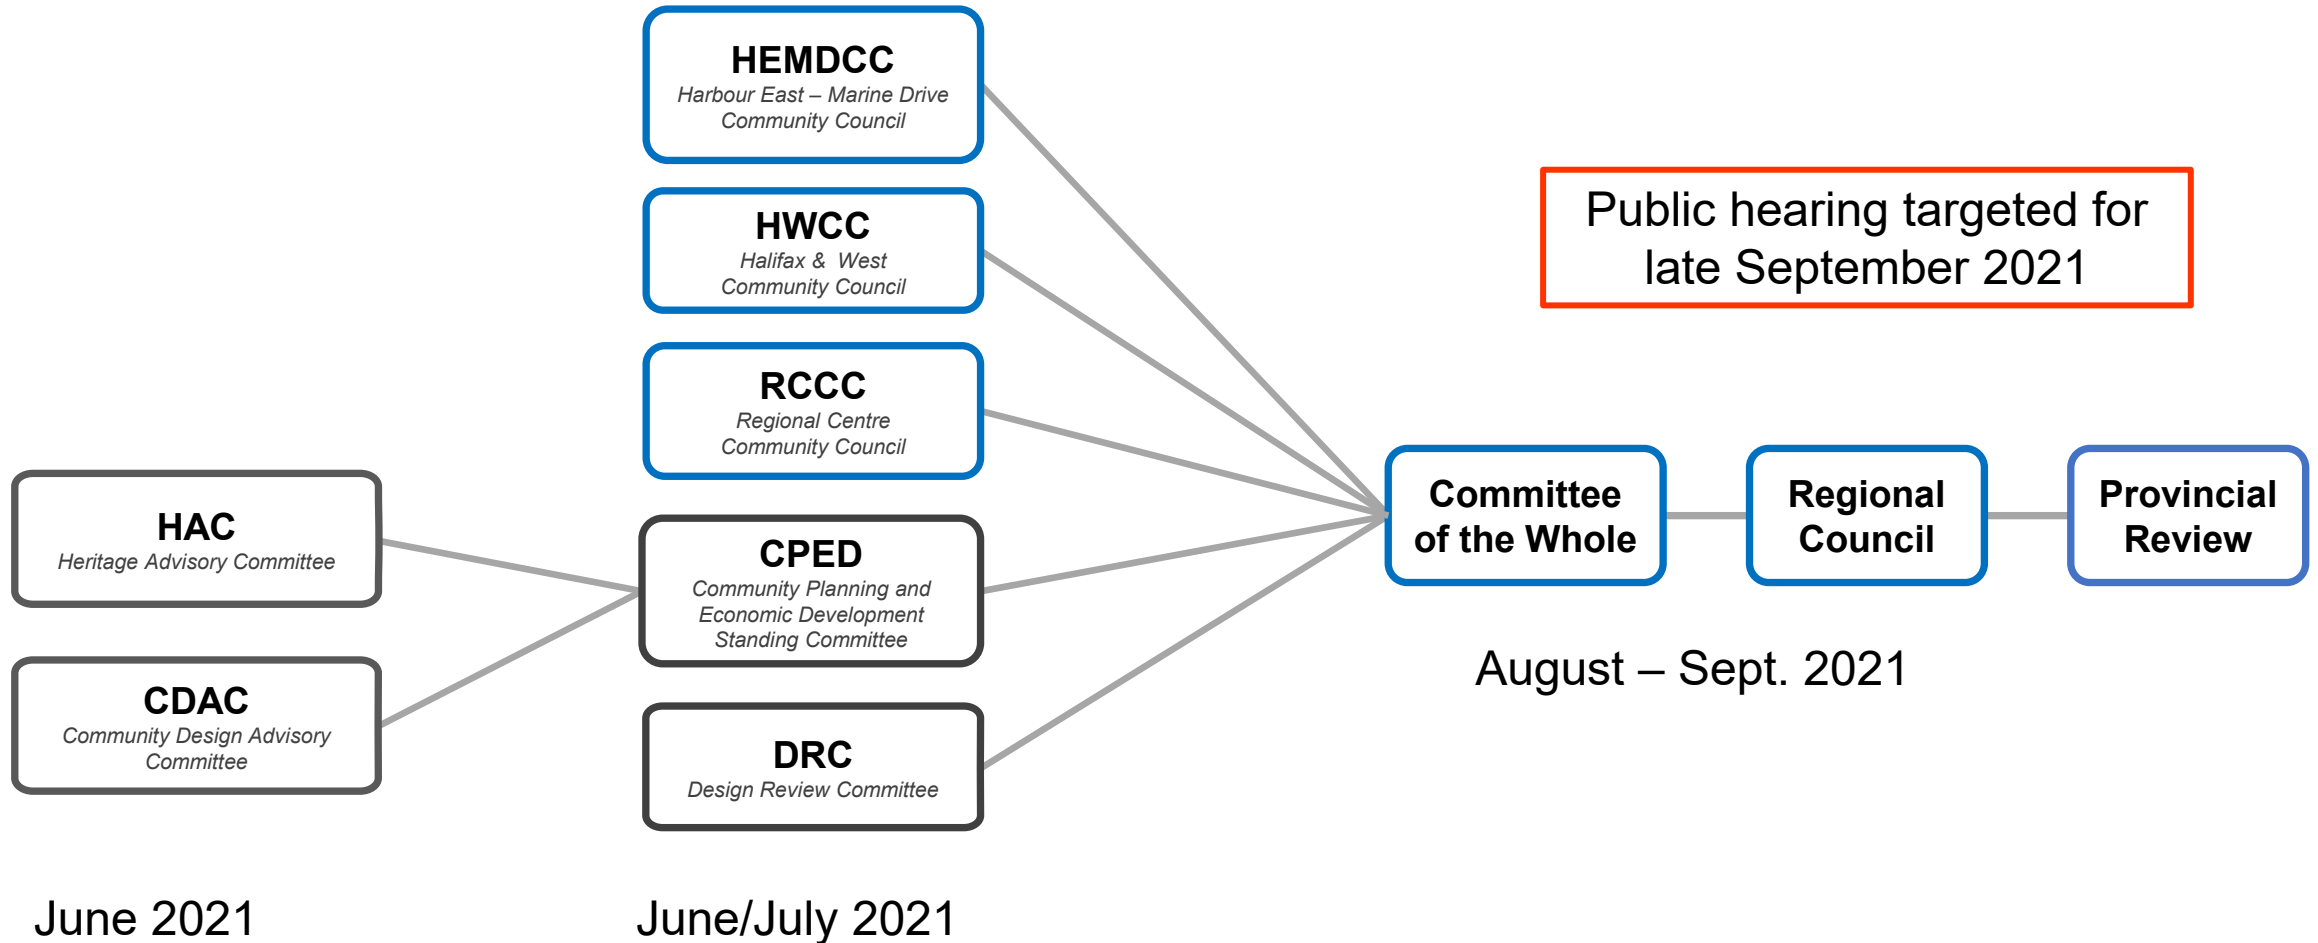 HEMDCC
Harbour East – Marine Drive
Community Council
HWCC
Halifax &  West
Community Council
RCCC
Regional Centre
Community Council
HAC
Heritage Advisory Committee
CDAC
Community Design Advisory
Committee
CPED
Community Planning and
Economic Development
Standing Committee
DRC
Design Review Committee
Public hearing targeted for
late September 2021
Committee
of the Whole
Regional
Council
Provincial
Review
August – Sept. 2021
June 2021
June/July 2021